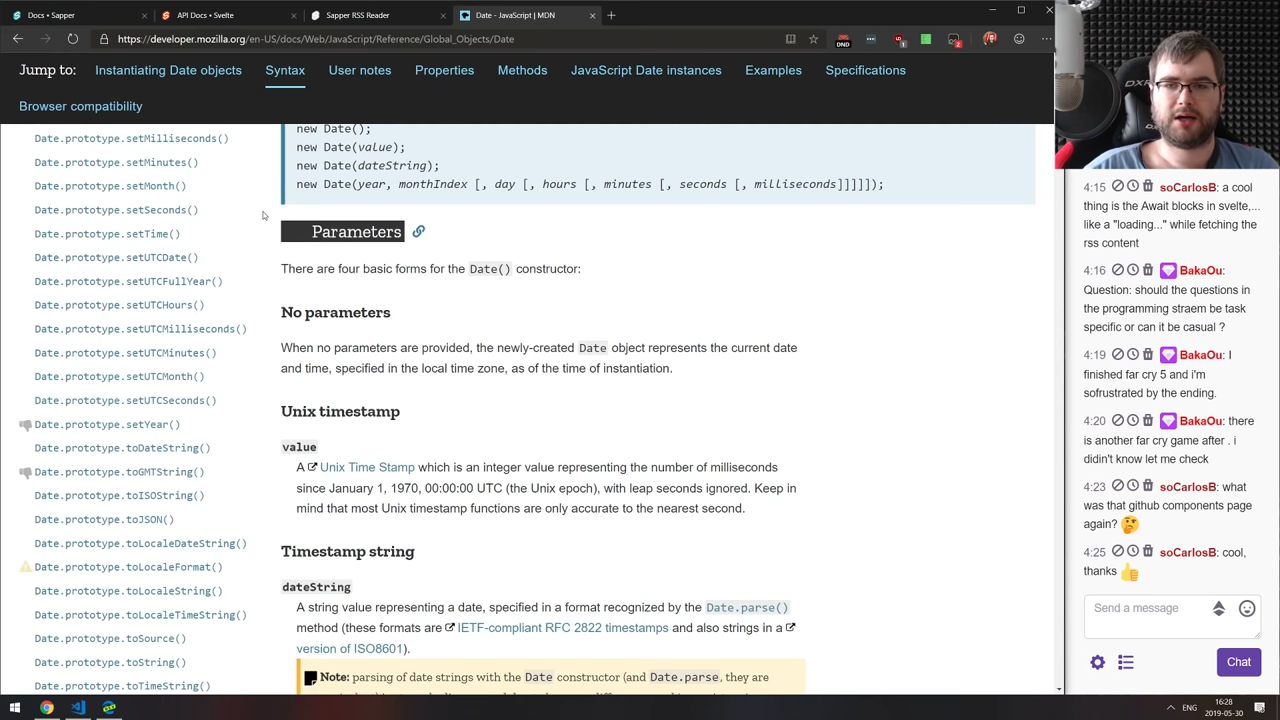 Docs • Sapper
API Docs • Svelte
Sapper RSS Reader
Date - JavaScript | MDN
https://developer.mozilla.org/en-US/docs/Web/JavaScript/Reference/Global_Objects/Date
DND
1
2
Jump to:
Instantiating Date objects
Syntax
User notes
Properties
Methods
JavaScript Date instances
Examples
Specifications
Browser compatibility
Date.prototype.setMilliseconds()
Date.prototype.setMinutes()
Date.prototype.setMonth()
Date.prototype.setSeconds()
Date.prototype.setTime()
Date.prototype.setUTCDate()
Date.prototype.setUTCFullYear()
Date.prototype.setUTCHours()
Date.prototype.setUTCMilliseconds()
Date.prototype.setUTCMinutes()
Date.prototype.setUTCMonth()
Date.prototype.setUTCSeconds()
Date.prototype.setYear()
Date.prototype.toDateString()
Date.prototype.toGMTString()
Date.prototype.toISOString()
Date.prototype.toJSON()
Date.prototype.toLocaleDateString()
Date.prototype.toLocaleFormat()
Date.prototype.toLocaleString()
Date.prototype.toLocaleTimeString()
Date.prototype.toSource()
Date.prototype.toString()
Date.prototype.toTimeString()
new Date();
new Date(value);
new Date(dateString);
new Date(year, monthIndex [, day [, hours [, minutes [, seconds [, milliseconds]]]]]);
Parameters
There are four basic forms for the Date() constructor:
No parameters
When no parameters are provided, the newly-created Date object represents the current date
and time, specified in the local time zone, as of the time of instantiation.
Unix timestamp
value
A Unix Time Stamp which is an integer value representing the number of milliseconds
since January 1, 1970, 00:00:00 UTC (the Unix epoch), with leap seconds ignored. Keep in
mind that most Unix timestamp functions are only accurate to the nearest second.
Timestamp string
dateString
A string value representing a date, specified in a format recognized by the Date.parse()
method (these formats are IETF-compliant RFC 2822 timestamps and also strings in a
version of ISO8601).
Note: parsing of date strings with the Date constructor (and Date.parse, they are
DXR
4:15 soCarlosB: a cool
thing is the Await blocks in svelte,...
like a "loading..." while fetching the
rss content
4:16 BakaOu:
Question: should the questions in
the programming straem be task
specific or can it be casual ?
4:19 BakaOu: I
finished far cry 5 and i'm
sofrustrated by the ending.
4:20 BakaOu: there
is another far cry game after . i
didin't know let me check
4:23 soCarlosB: what
was that github components page
again? 🤔
4:25 soCarlosB: cool,
thanks 👍
Send a message
Chat
ENG
16:28
2019-05-30